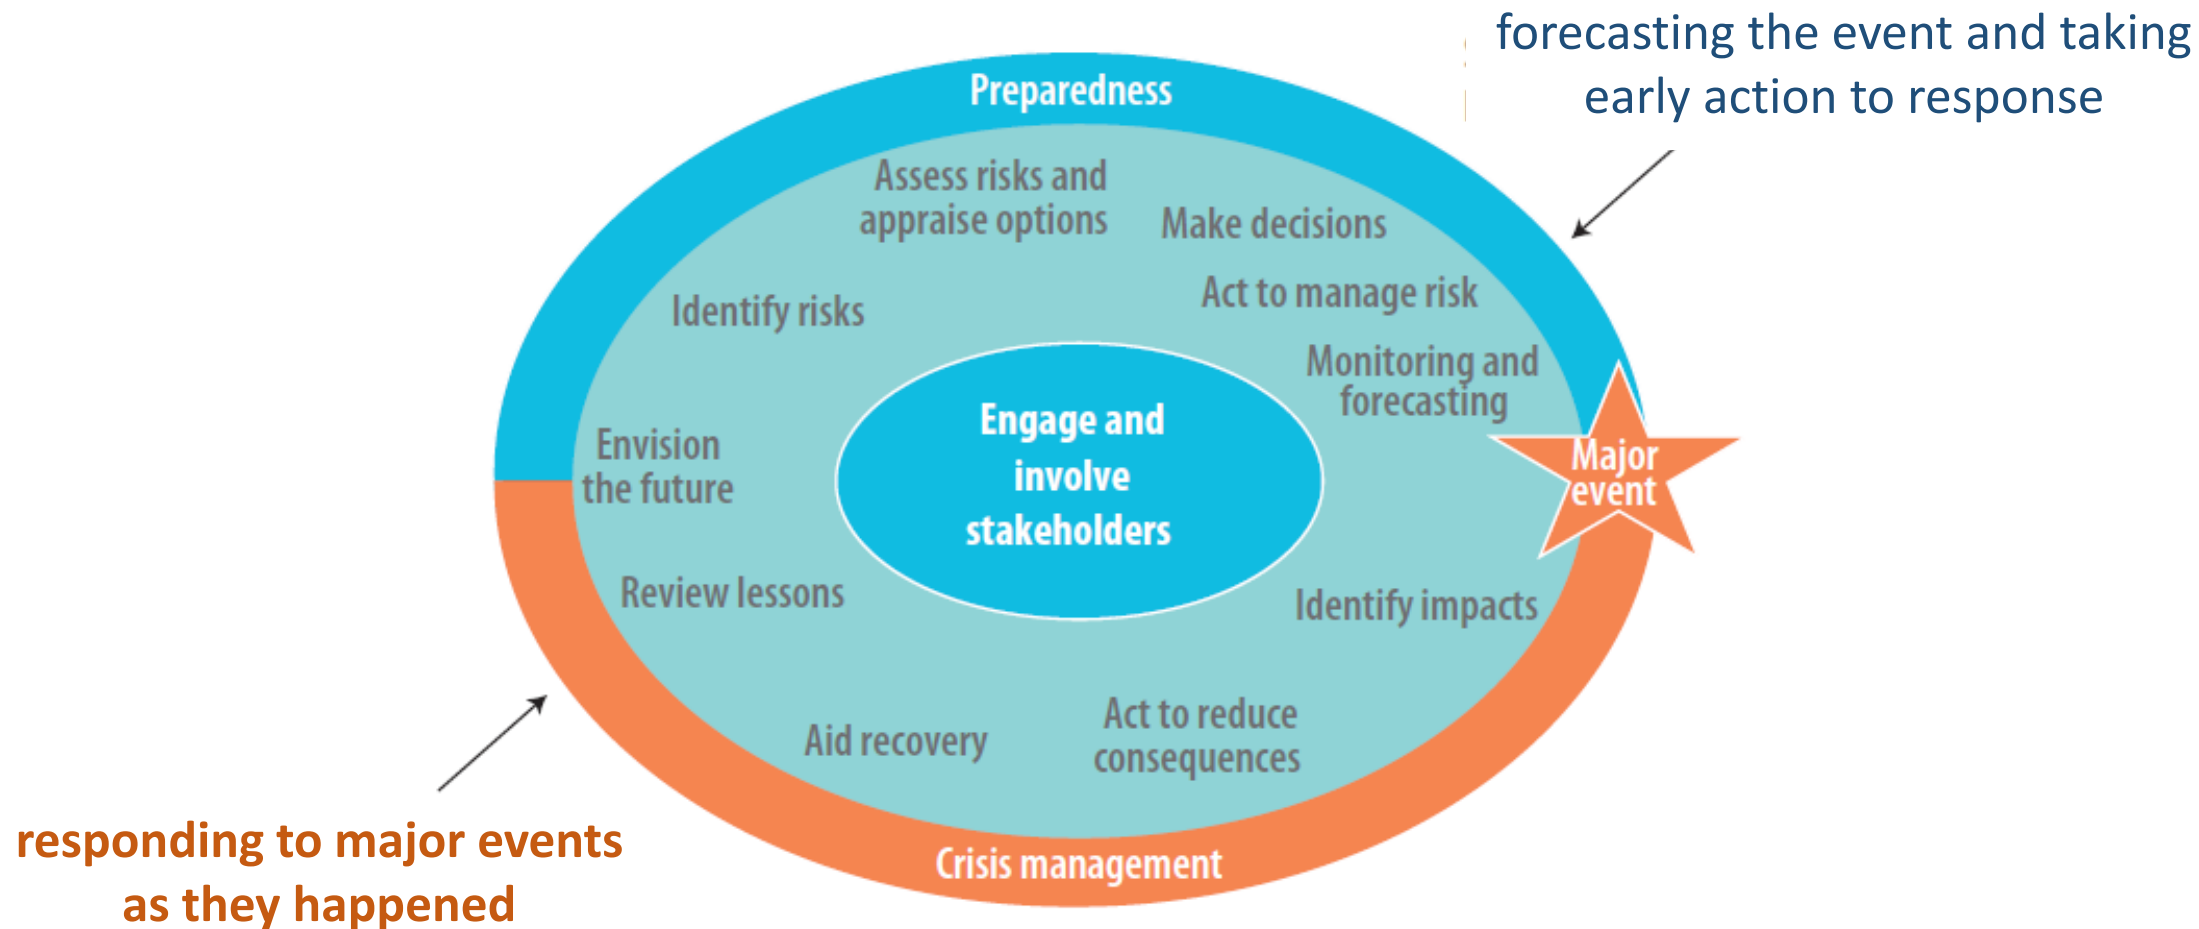 forecasting the event and taking
early action to response
Preparedness
Assess risks and
appraise options
Make decisions
Act to manage risk
Identify risks
Monitoring and
forecasting
Engage and
involve
stakeholders
Envision
the future
Major
event
Review lessons
Identify impacts
Act to reduce
consequences
Aid recovery
Crisis management
responding to major events
as they happened